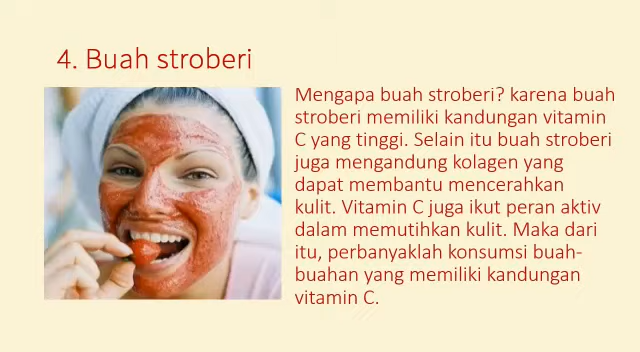 4. Buah stroberi
Mengapa buah stroberi? karena buah
stroberi memiliki kandungan vitamin
C yang tinggi. Selain itu buah stroberi
juga mengandung kolagen yang
dapat membantu mencerahkan
kulit. Vitamin C juga ikut peran aktiv
dalam memutihkan kulit. Maka dari
itu, perbanyaklah konsumsi buah-
buahan yang memiliki kandungan
vitamin C.